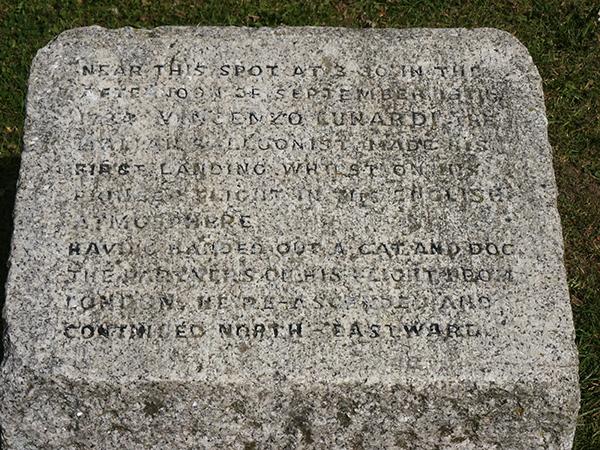 NEAR THIS SPOT AT 3·30 IN THE
AFTERNOON OF SEPTEMBER 15TH
1784 VINCENZO LUNARDI THE
ITALIAN BALLOONIST MADE HIS
FIRST LANDING WHILST ON HIS
PIONEER FLIGHT IN THE ENGLISH
ATMOSPHERE
HAVING HANDED OUT A CAT AND DOG
THE PARTNERS OF HIS FLIGHT FROM
LONDON, HE RE-ASCENDED AND
CONTINUED NORTH-EASTWARD.